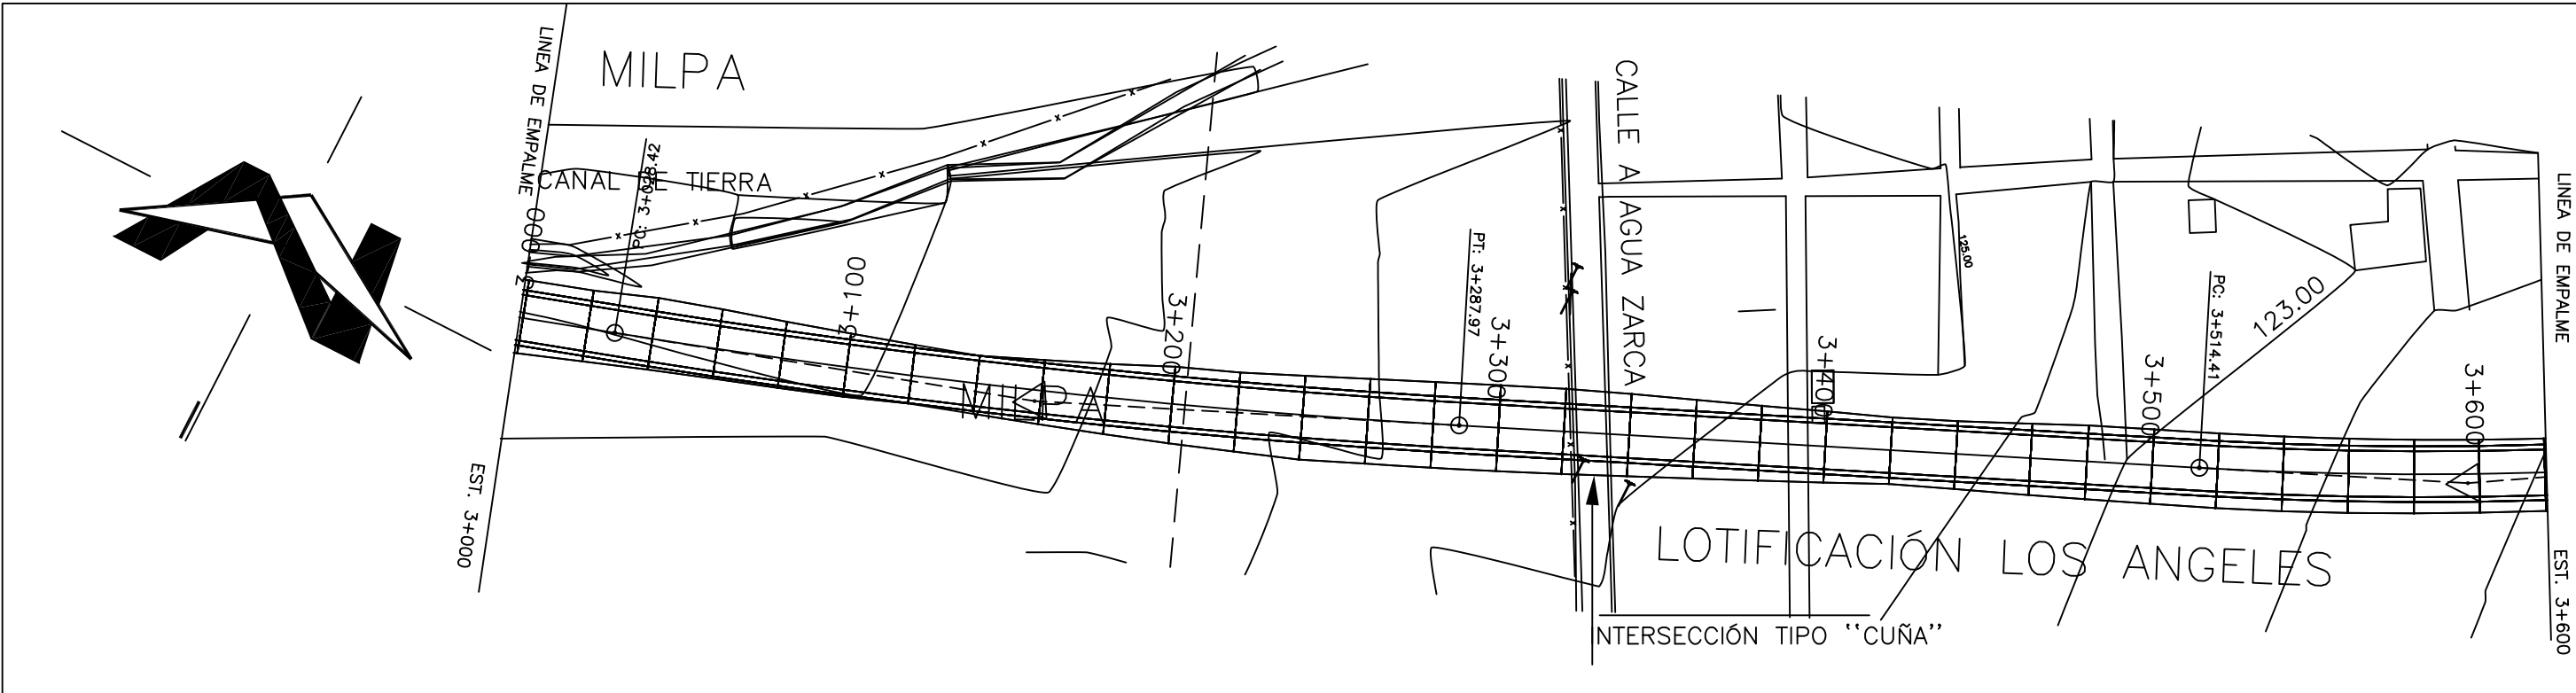 LINEA DE EMPALME
EST. 3+000
MILPA
CANAL DE TIERRA
PC: 3+028.42
3+000
3+100
MILPA
3+200
PT: 3+287.97
3+300
CALLE A AGUA ZARCA
INTERSECCIÓN TIPO ‘‘CUÑA’’
3+400
125.00
LOTIFICACIÓN LOS ANGELES
3+500
PC: 3+514.41
123.00
3+600
LINEA DE EMPALME
EST. 3+600